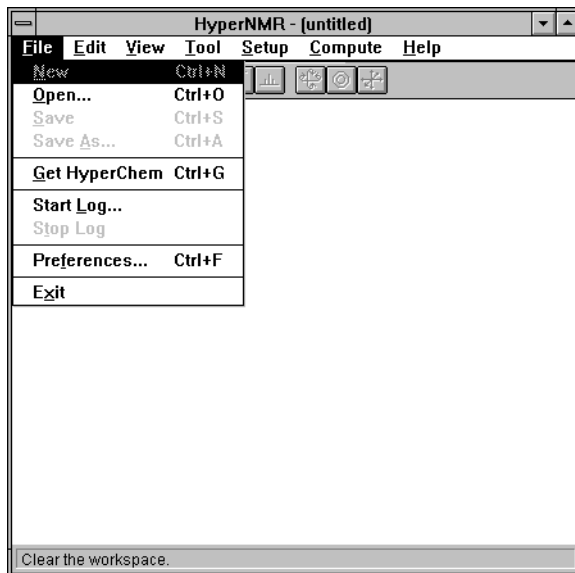 HyperNMR - (untitled)
File Edit View Tool Setup Compute Help
New Ctrl+N
Open... Ctrl+O
Save Ctrl+S
Save As... Ctrl+A
Get HyperChem Ctrl+G
Start Log...
Stop Log
Preferences... Ctrl+F
Exit
Clear the workspace.